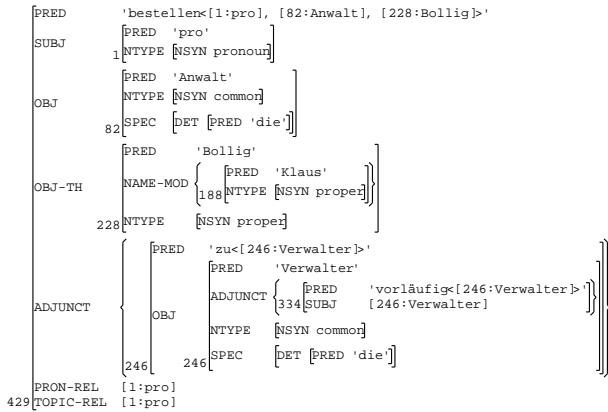 PRED 'bestellen<[1:pro], [82:Anwalt], [228:Bollig]>'
PRED 'pro'
SUBJ
1 NTYPE [NSYN pronoun]
PRED 'Anwalt'
NTYPE [NSYN common]
OBJ
82 SPEC [DET [PRED 'die']]
PRED 'Bollig'
PRED 'Klaus'
OBJ-TH NAME-MOD
188 NTYPE [NSYN proper]
228 NTYPE [NSYN proper]
PRED 'zu<[246:Verwalter]>'
PRED 'Verwalter'
PRED 'vorläufig<[246:Verwalter]>'
ADJUNCT 334 SUBJ [246:Verwalter]
ADJUNCT OBJ
NTYPE [NSYN common]
246 246 SPEC [DET [PRED 'die']]
PRON-REL [1:pro]
429 TOPIC-REL [1:pro]